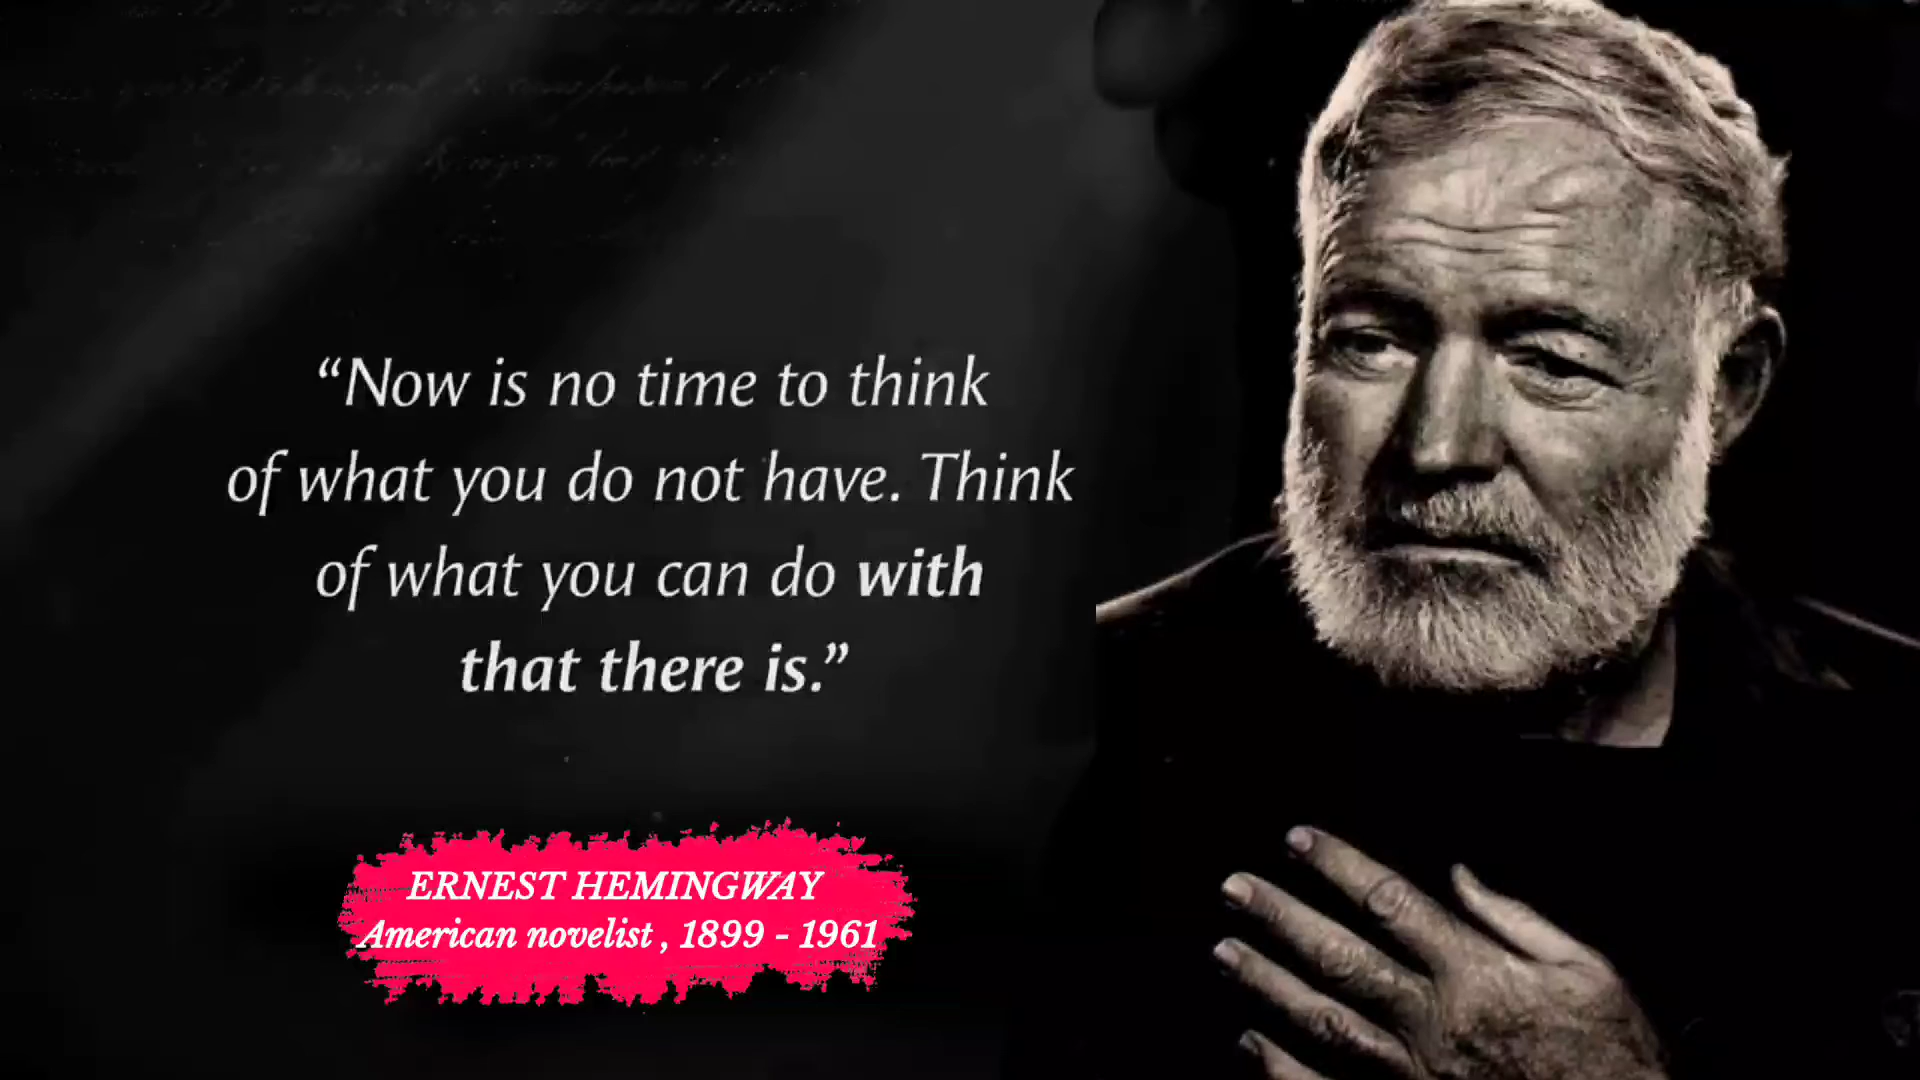 “Now is no time to think
of what you do not have. Think
of what you can do with
that there is.”
ERNEST HEMINGWAY
American novelist , 1899 - 1961